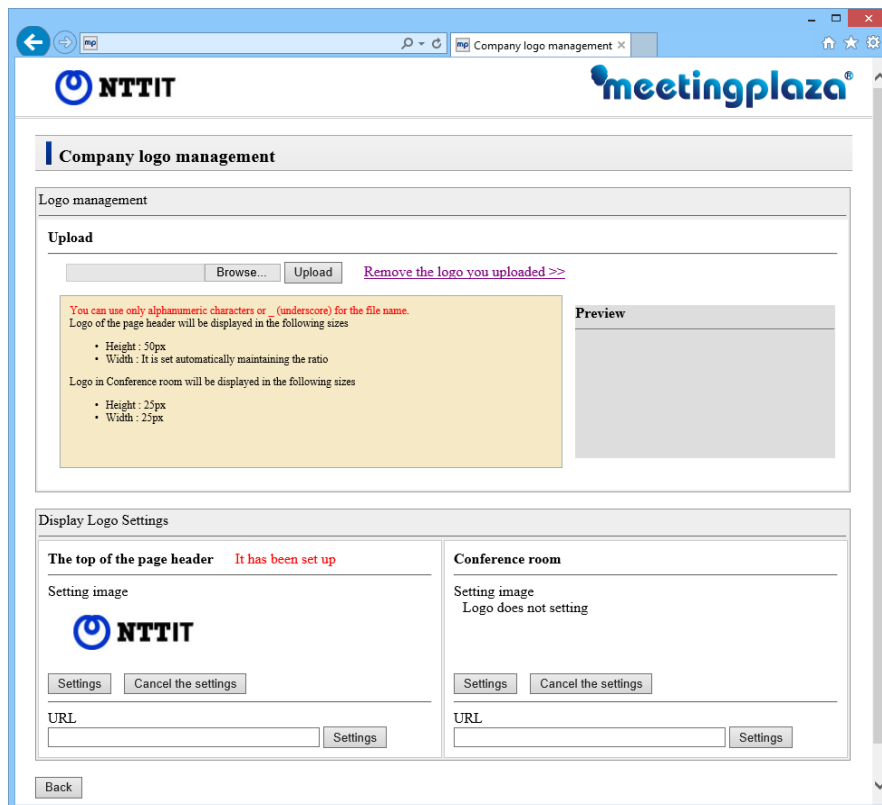 mp
mp Company logo management ×
NTTIT
meetingplaza®
Company logo management
Logo management
Upload
Browse... Upload Remove the logo you uploaded >>
You can use only alphanumeric characters or _ (underscore) for the file name.
Logo of the page header will be displayed in the following sizes
• Height : 50px
• Width : It is set automatically maintaining the ratio
Logo in Conference room will be displayed in the following sizes
• Height : 25px
• Width : 25px
Preview
Display Logo Settings
The top of the page header It has been set up
Setting image
NTTIT
Settings Cancel the settings
URL
Settings
Conference room
Setting image
Logo does not setting
Settings Cancel the settings
URL
Settings
Back